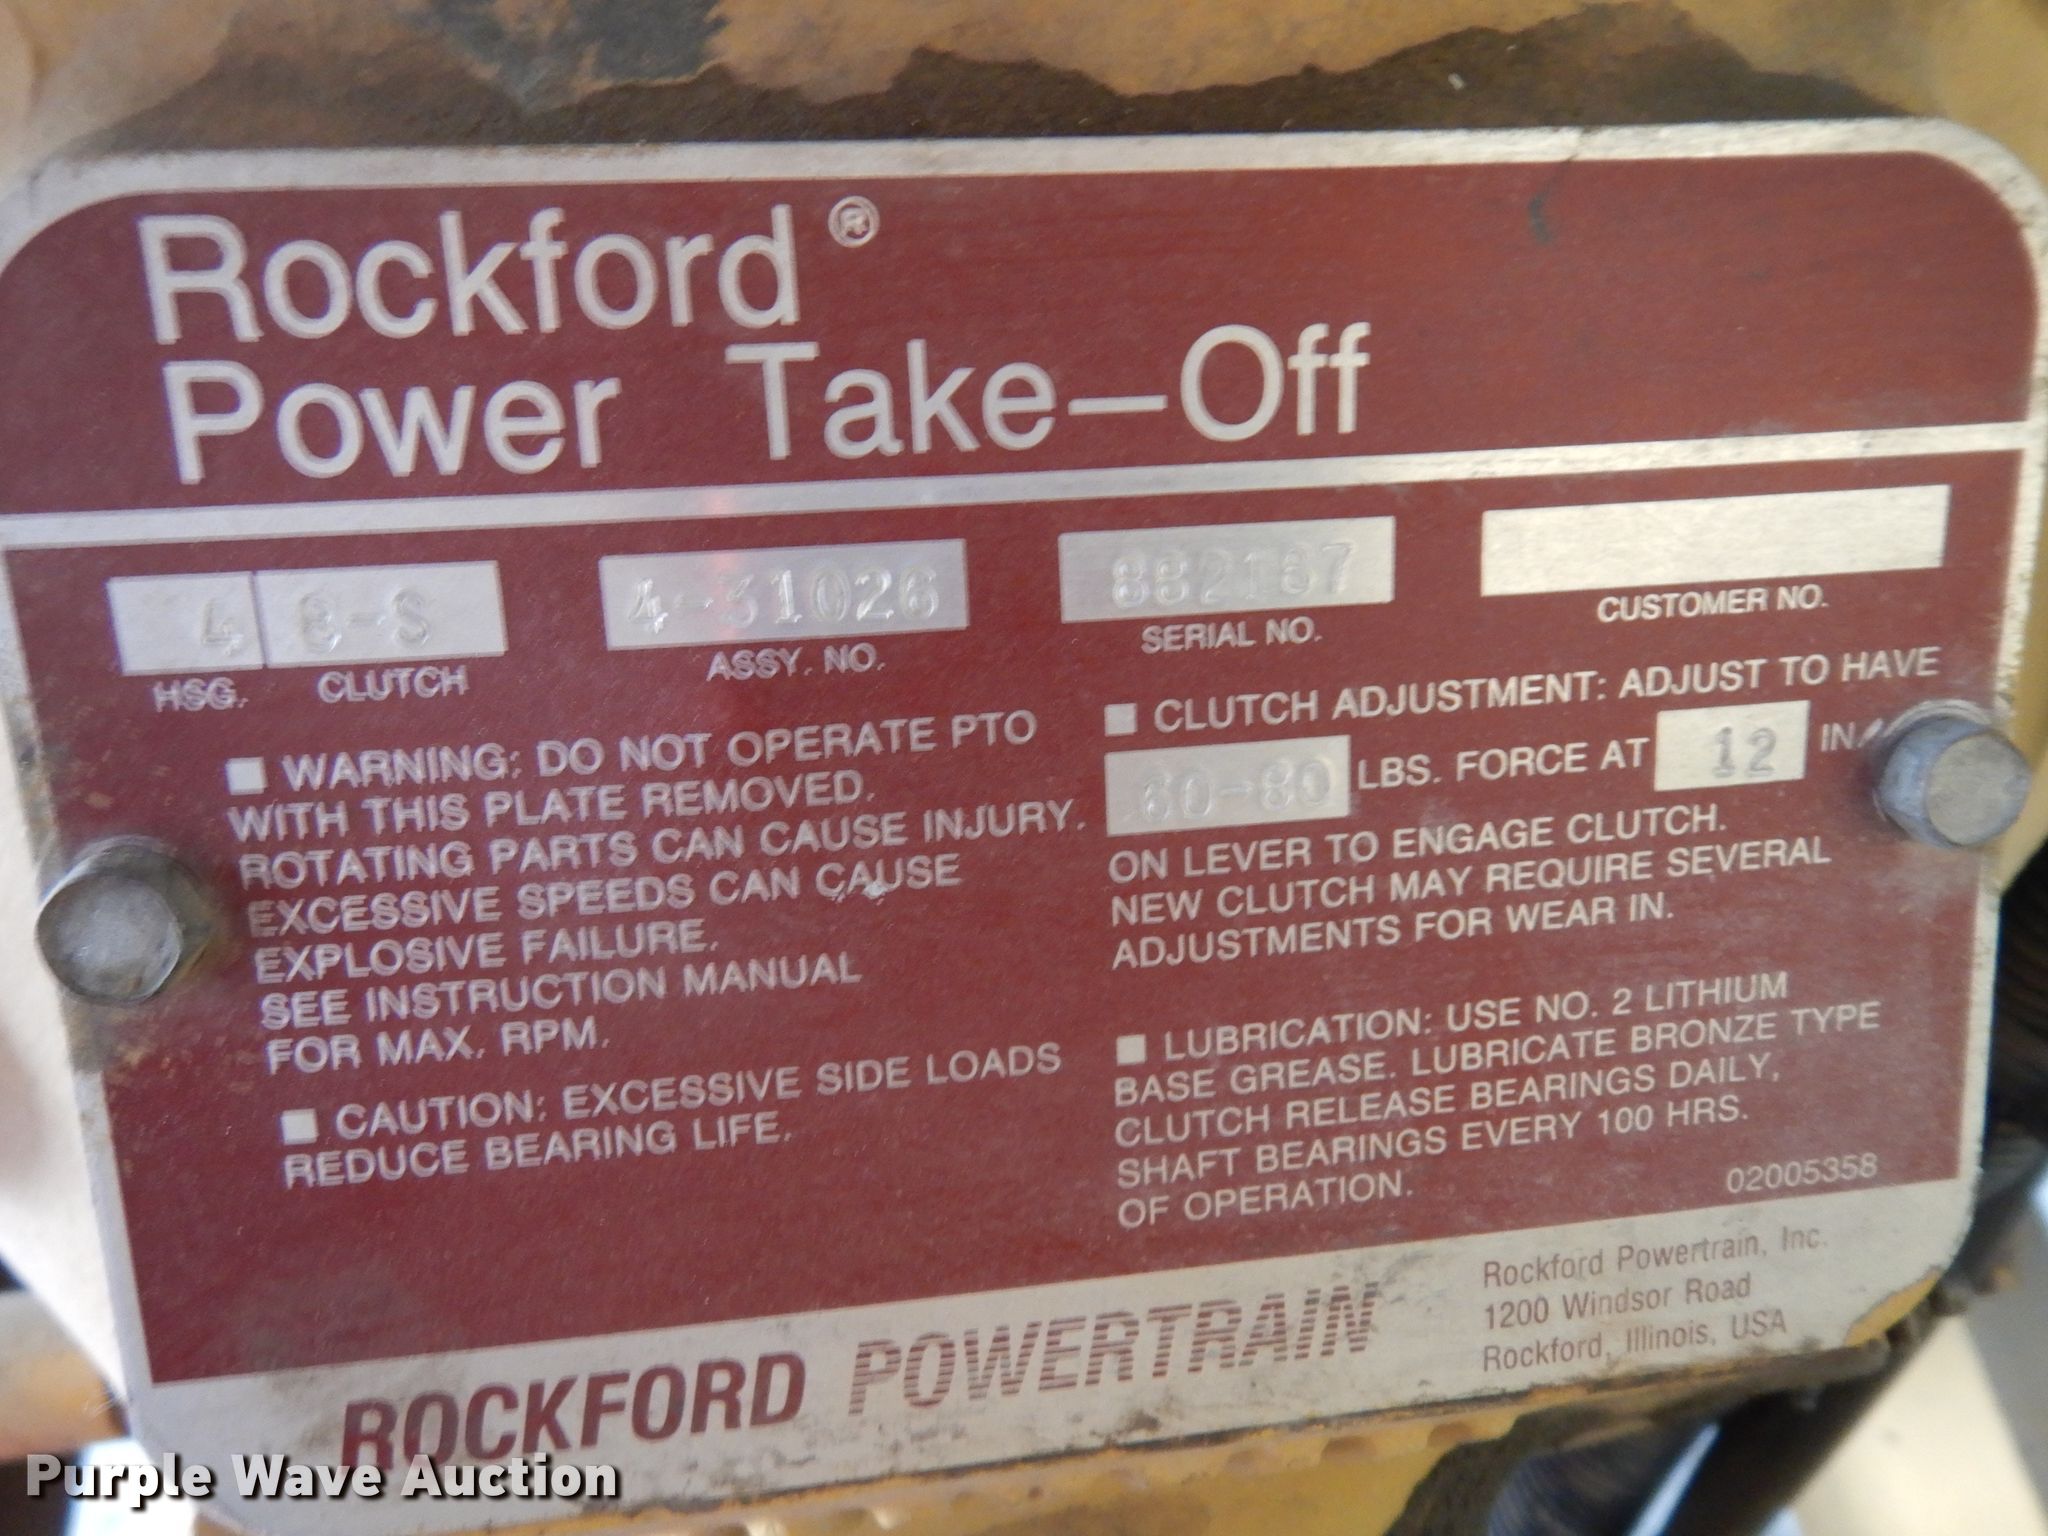 Rockford®
Power Take-Off
4 8-S 4-31026 882187
HSG. CLUTCH ASSY. NO. SERIAL NO. CUSTOMER NO.
■ WARNING: DO NOT OPERATE PTO
WITH THIS PLATE REMOVED.
ROTATING PARTS CAN CAUSE INJURY.
EXCESSIVE SPEEDS CAN CAUSE
EXPLOSIVE FAILURE.
SEE INSTRUCTION MANUAL
FOR MAX. RPM.
■ CAUTION: EXCESSIVE SIDE LOADS
REDUCE BEARING LIFE.
■ CLUTCH ADJUSTMENT: ADJUST TO HAVE
60-80 LBS. FORCE AT 12 IN.
ON LEVER TO ENGAGE CLUTCH.
NEW CLUTCH MAY REQUIRE SEVERAL
ADJUSTMENTS FOR WEAR IN.
■ LUBRICATION: USE NO. 2 LITHIUM
BASE GREASE. LUBRICATE BRONZE TYPE
CLUTCH RELEASE BEARINGS DAILY,
SHAFT BEARINGS EVERY 100 HRS.
OF OPERATION.
02005358
ROCKFORD POWERTRAIN
Rockford Powertrain, Inc.
1200 Windsor Road
Rockford, Illinois, USA
Purple Wave Auction